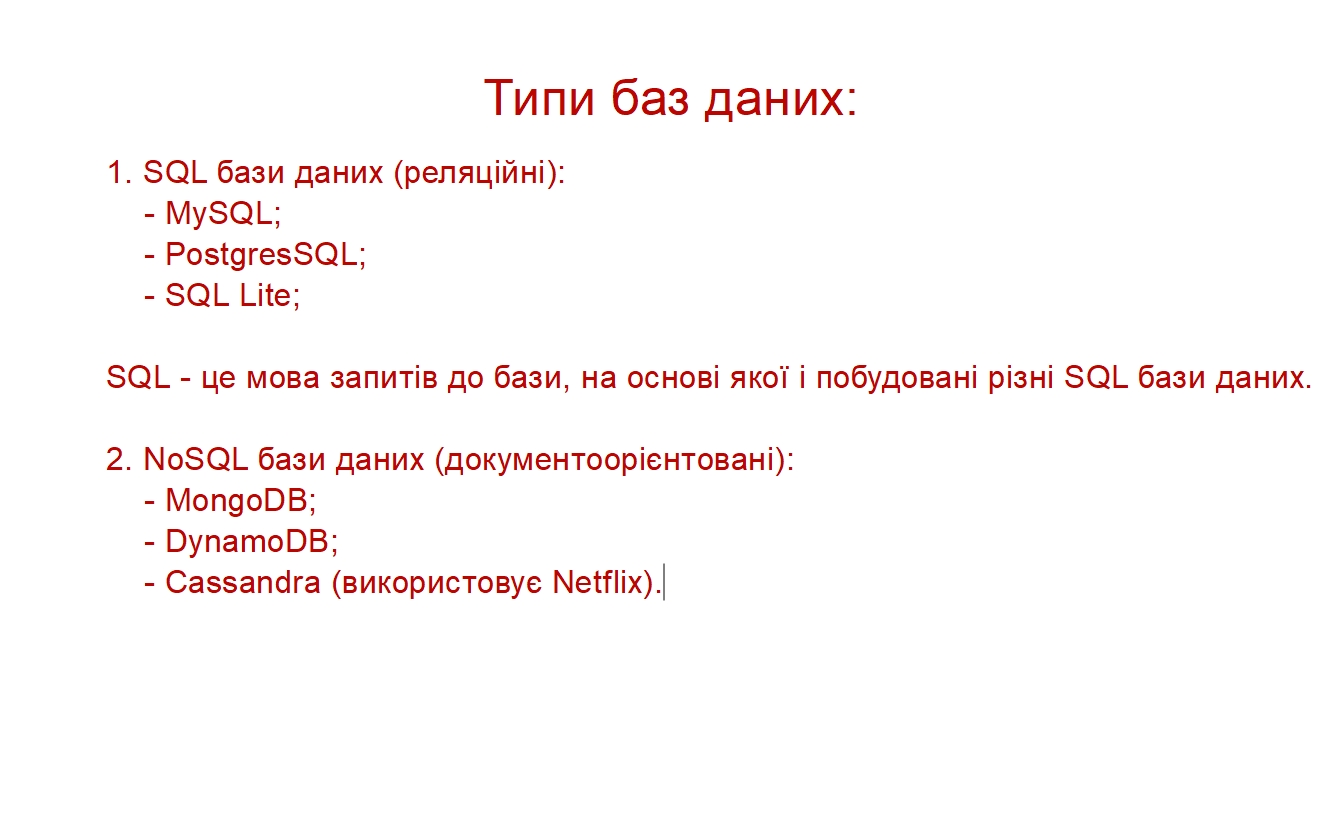 Типи баз даних:
1. SQL бази даних (реляційні):
- MySQL;
- PostgresSQL;
- SQL Lite;
SQL - це мова запитів до бази, на основі якої і побудовані різні SQL бази даних.
2. NoSQL бази даних (документоорієнтовані):
- MongoDB;
- DynamoDB;
- Cassandra (використовує Netflix).